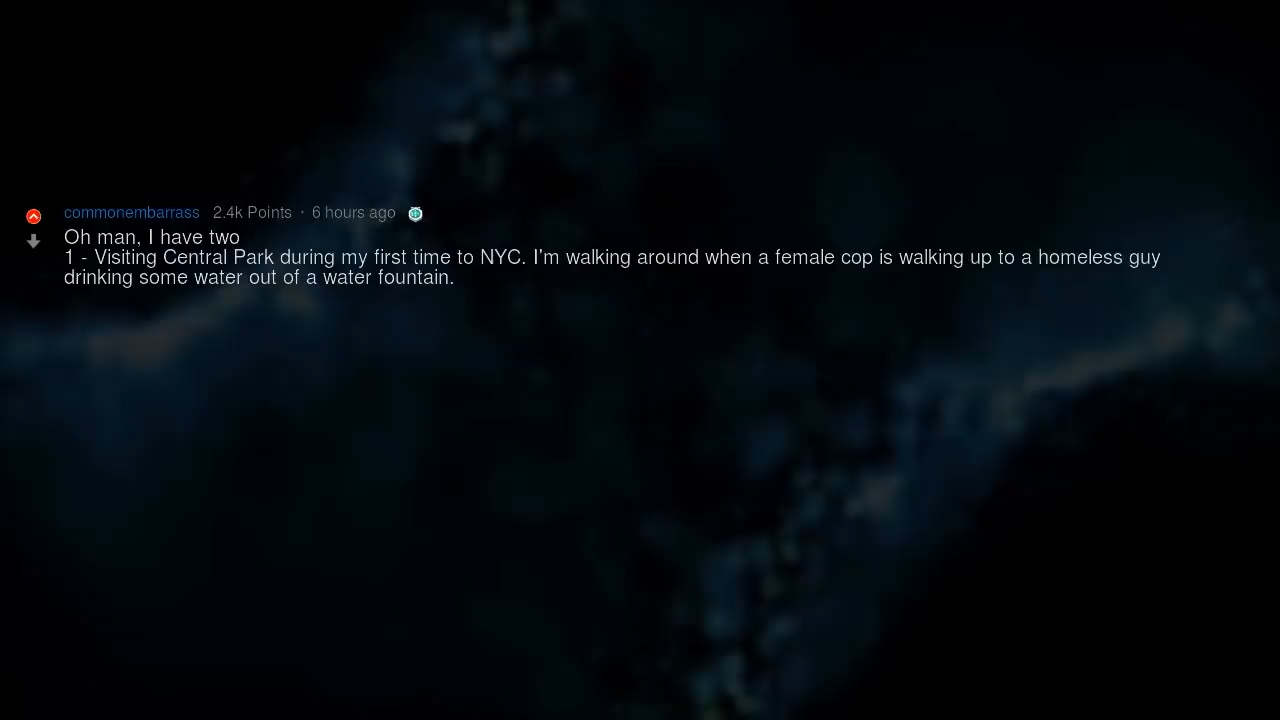 commonembarrass 2.4k Points · 6 hours ago
Oh man, I have two
1 - Visiting Central Park during my first time to NYC. I'm walking around when a female cop is walking up to a homeless guy
drinking some water out of a water fountain.